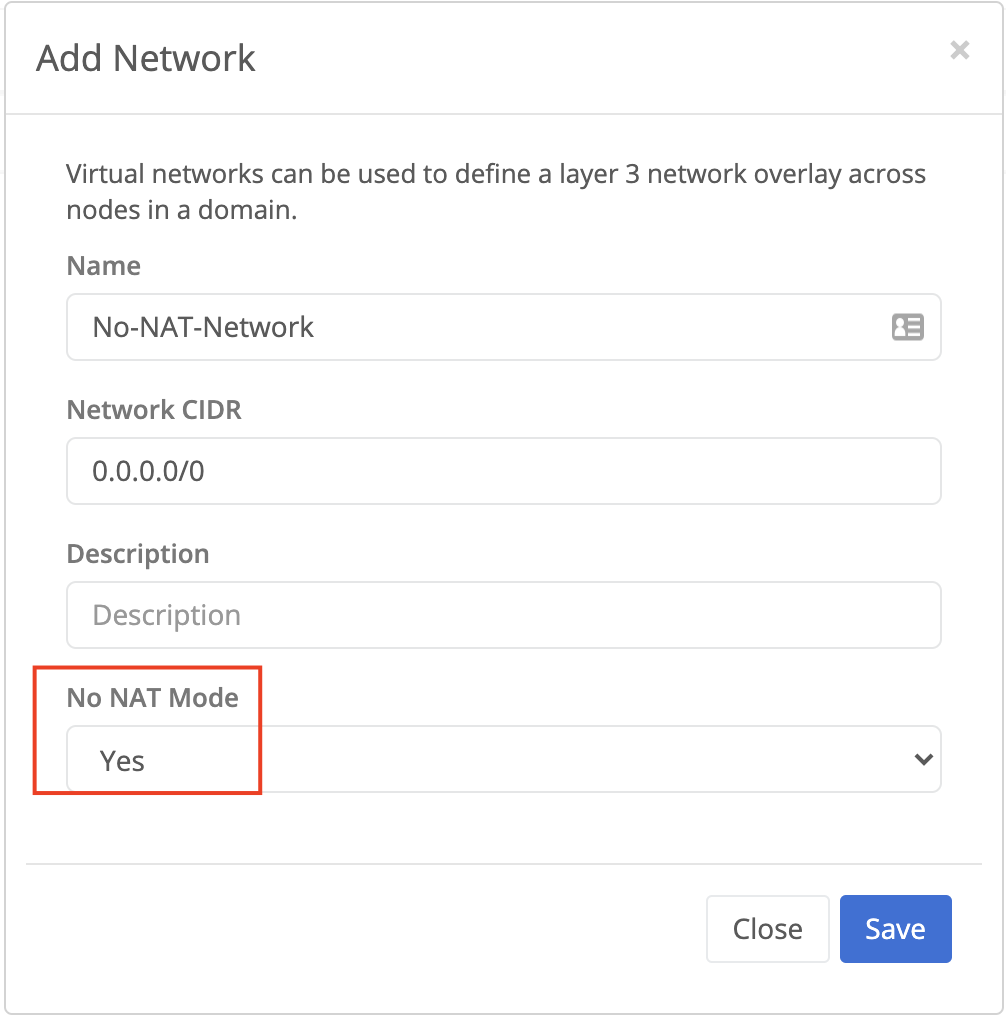 Add Network
×
Virtual networks can be used to define a layer 3 network overlay across
nodes in a domain.
Name
No-NAT-Network
Network CIDR
0.0.0.0/0
Description
Description
No NAT Mode
Yes
Close
Save